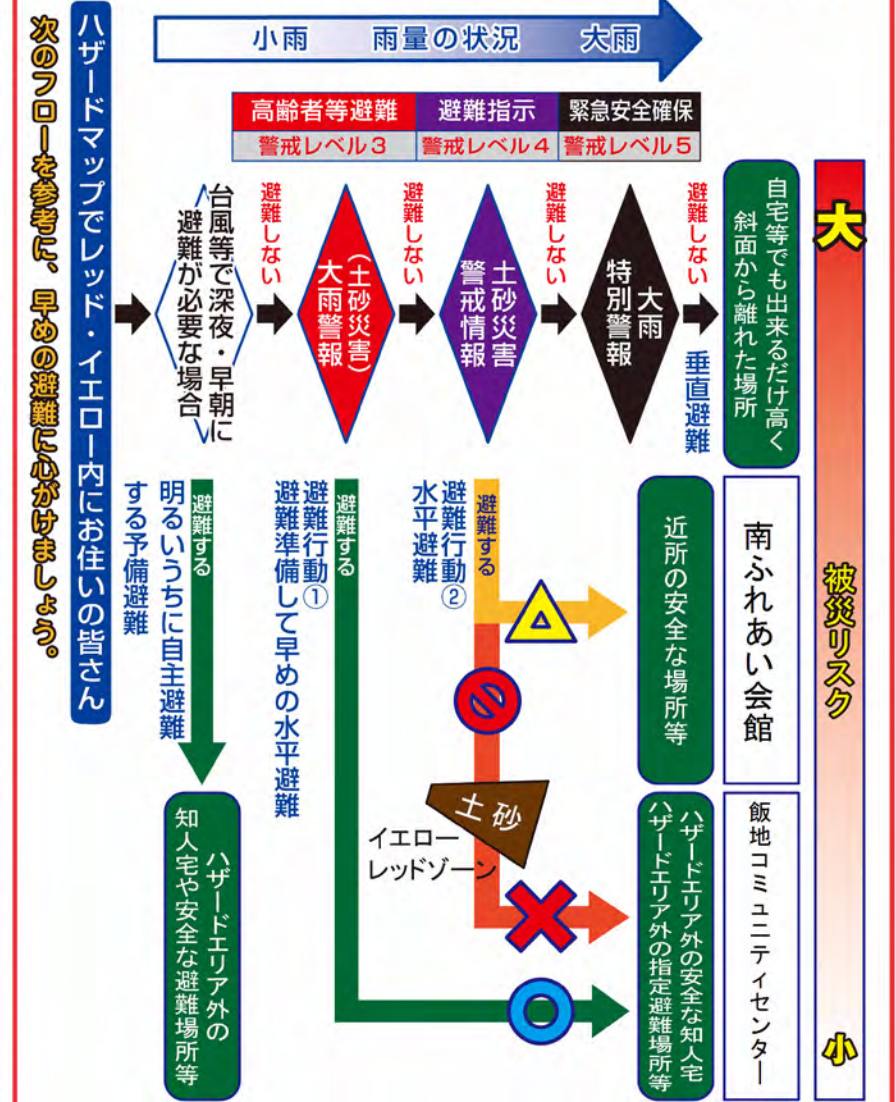 次のフローを参考に、早めの避難に心がけましょう。
ハザードマップでレッド・イエロー内にお住いの皆さん
小雨 雨量の状況 大雨
高齢者等避難
警戒レベル3
避難指示
警戒レベル4
緊急安全確保
警戒レベル5
台風等で深夜・早朝に
避難が必要な場合
避難しない
大雨警報
(土砂災害)
避難しない
土砂災害
警戒情報
避難しない
大雨
特別警報
避難しない
垂直避難
自宅等でも出来るだけ高く
斜面から離れた場所
避難する
明るいうちに自主避難
する予備避難
ハザードエリア外の
知人宅や安全な避難場所等
避難する
避難行動①
避難準備して早めの水平避難
避難する
避難行動②
水平避難
土砂
イエロー
レッドゾーン
近所の安全な場所等
南ふれあい会館
ハザードエリア外の安全な知人宅
ハザードエリア外の指定避難場所等
飯地コミュニティセンター
大
被災リスク
小